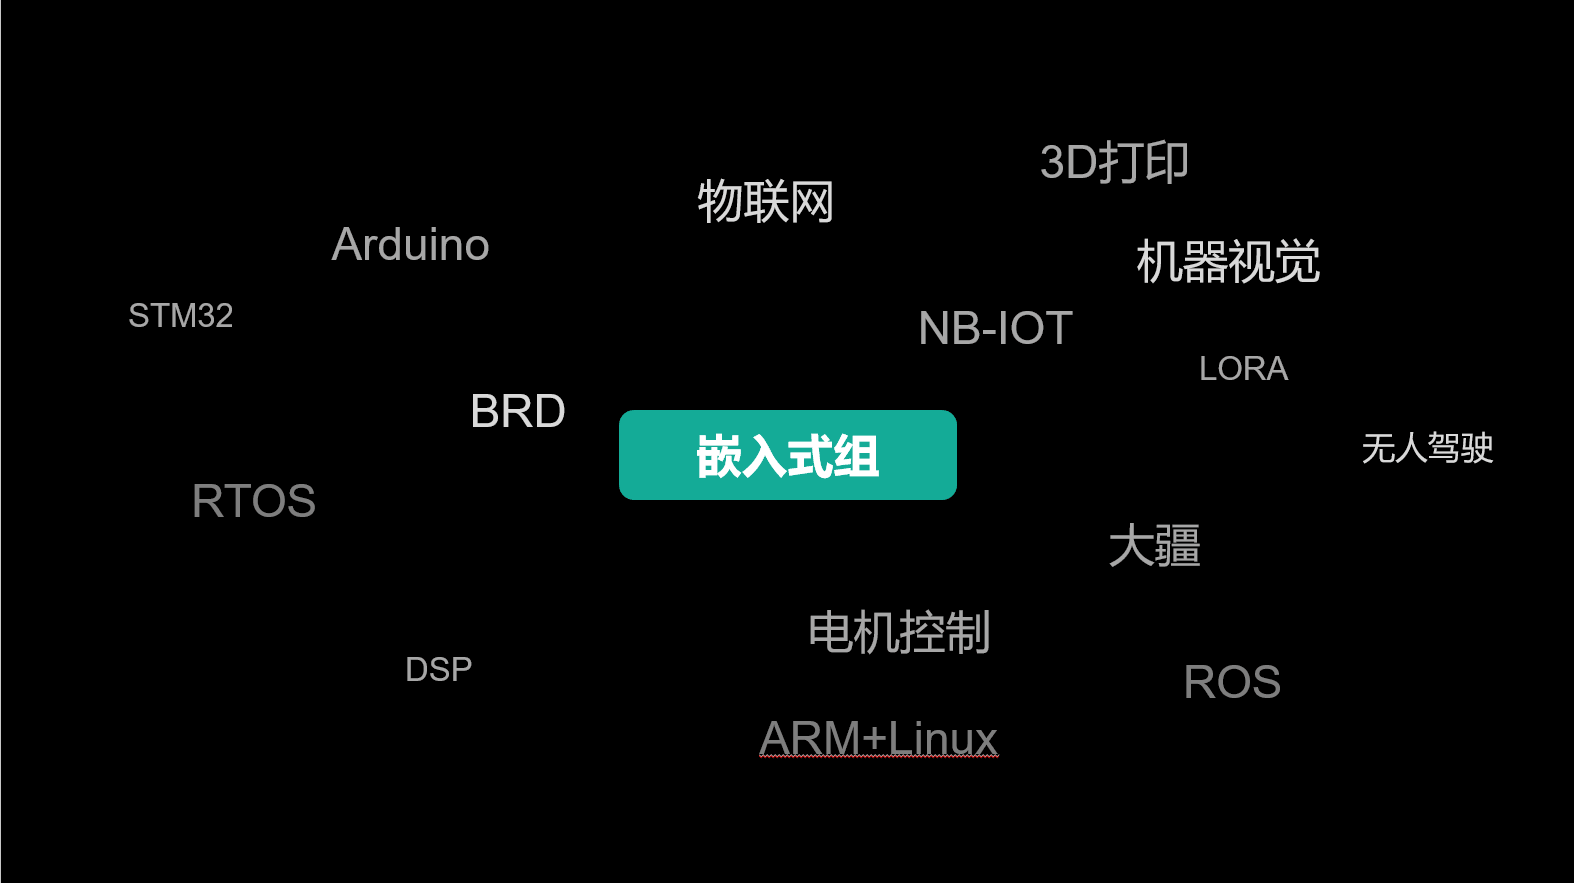 3D打印
物联网
Arduino
机器视觉
STM32
NB-IOT
LORA
BRD
嵌入式组
无人驾驶
RTOS
大疆
电机控制
DSP
ROS
ARM+Linux